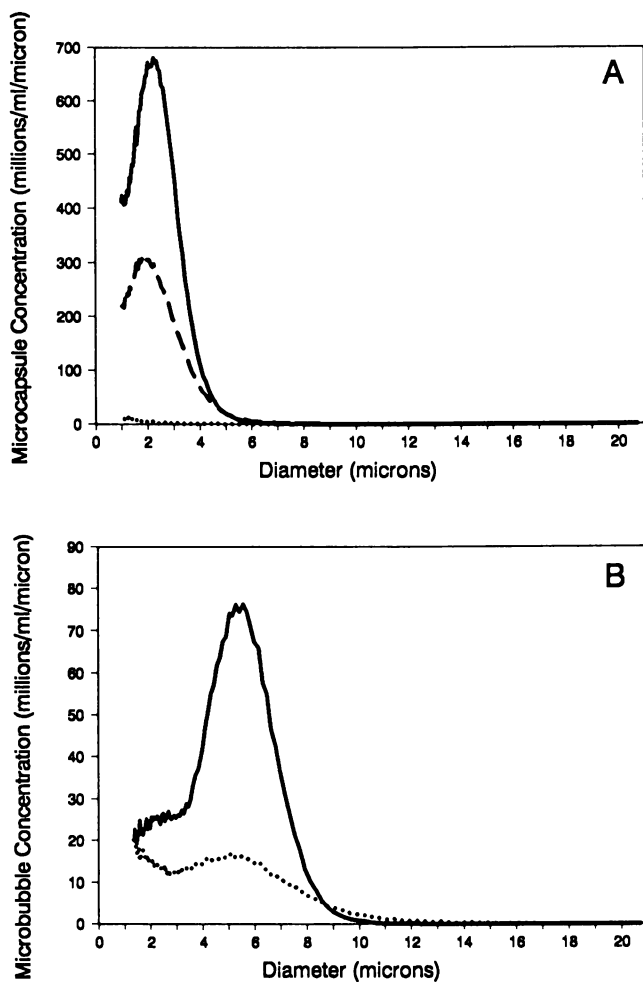 A
Microcapsule Concentration (millions/ml/micron)
700
600
500
400
300
200
100
0
0 2 4 6 8 10 12 14 16 18 20
Diameter (microns)
B
Microbubble Concentration (millions/ml/micron)
90
80
70
60
50
40
30
20
10
0
0 2 4 6 8 10 12 14 16 18 20
Diameter (microns)